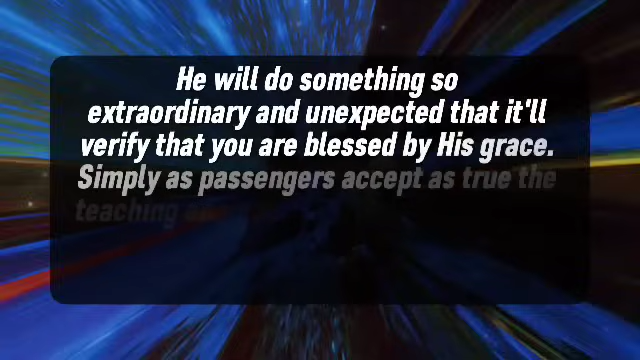 He will do something so
extraordinary and unexpected that it'll
verify that you are blessed by His grace.
Simply as passengers accept as true the
teaching